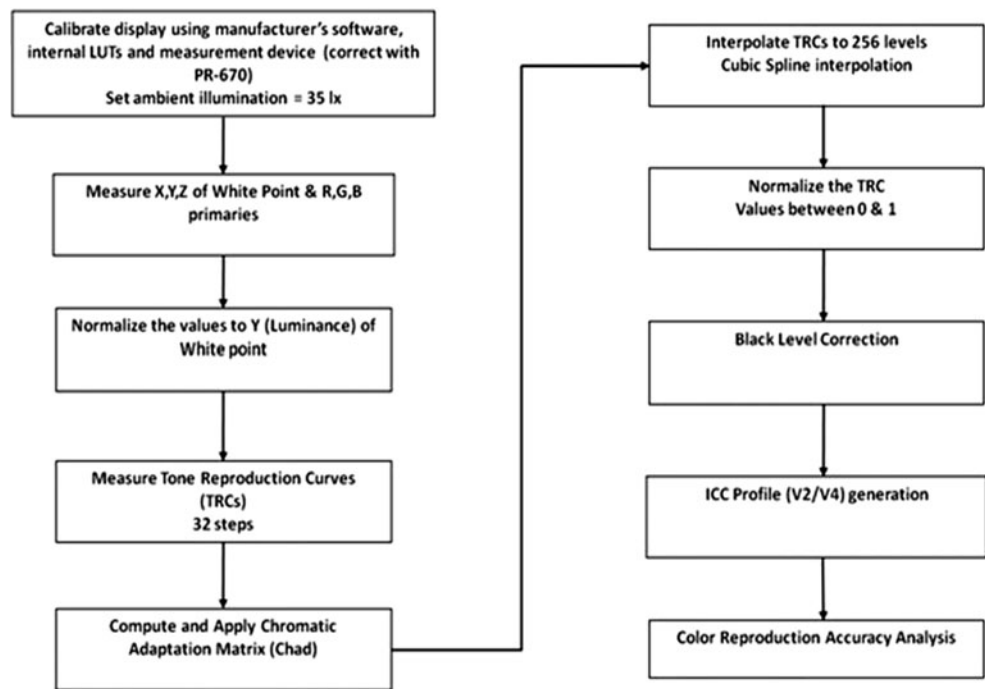 Calibrate display using manufacturer's software,
internal LUTs and measurement device (correct with
PR-670)
Set ambient illumination = 35 lx
Measure X,Y,Z of White Point & R,G,B
primaries
Normalize the values to Y (Luminance) of
White point
Measure Tone Reproduction Curves
(TRCs)
32 steps
Compute and Apply Chromatic
Adaptation Matrix (Chad)
Interpolate TRCs to 256 levels
Cubic Spline interpolation
Normalize the TRC
Values between 0 & 1
Black Level Correction
ICC Profile (V2/V4) generation
Color Reproduction Accuracy Analysis